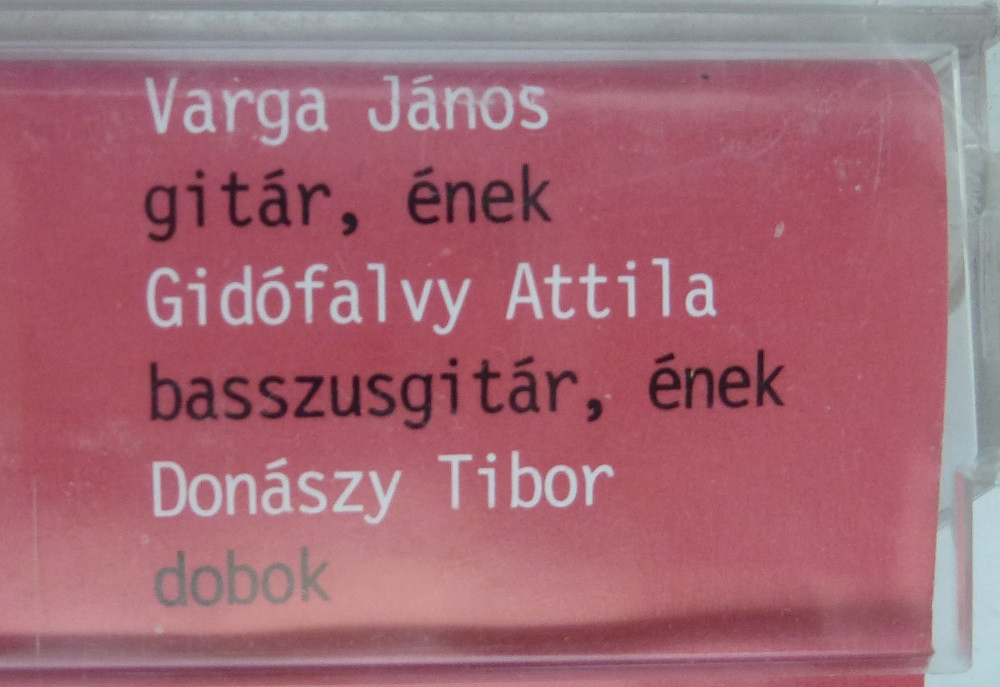 Varga János
gitár, ének
Gidófalvy Attila
basszusgitár, ének
Donászy Tibor
dobok